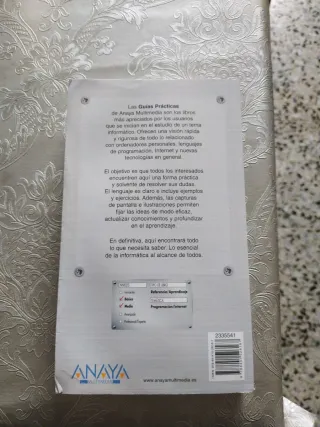 Las Guías Prácticas
de Anaya Multimedia son los libros
más apreciados por los usuarios
que se inician en el estudio de un tema
informático. Ofrecen una visión rápida
y rigurosa de todo lo relacionado
con ordenadores personales, lenguajes
de programación, Internet y nuevas
tecnologías en general.
El objetivo es que todos los interesados
encuentren aquí una forma práctica
y solvente de resolver sus dudas.
El lenguaje es claro e incluye ejemplos
y ejercicios. Además, las capturas
de pantalla e ilustraciones permiten
fijar las ideas de modo eficaz,
actualizar conocimientos y profundizar
en el aprendizaje.
En definitiva, aquí encontrará todo
lo que necesita saber. Lo esencial
de la informática al alcance de todos.
Referencia/Aprendizaje
Básico
Medio
Programación/Internet
Avanzado
2335541
ANAYA
MULTIMEDIA
www.anayamultimedia.es